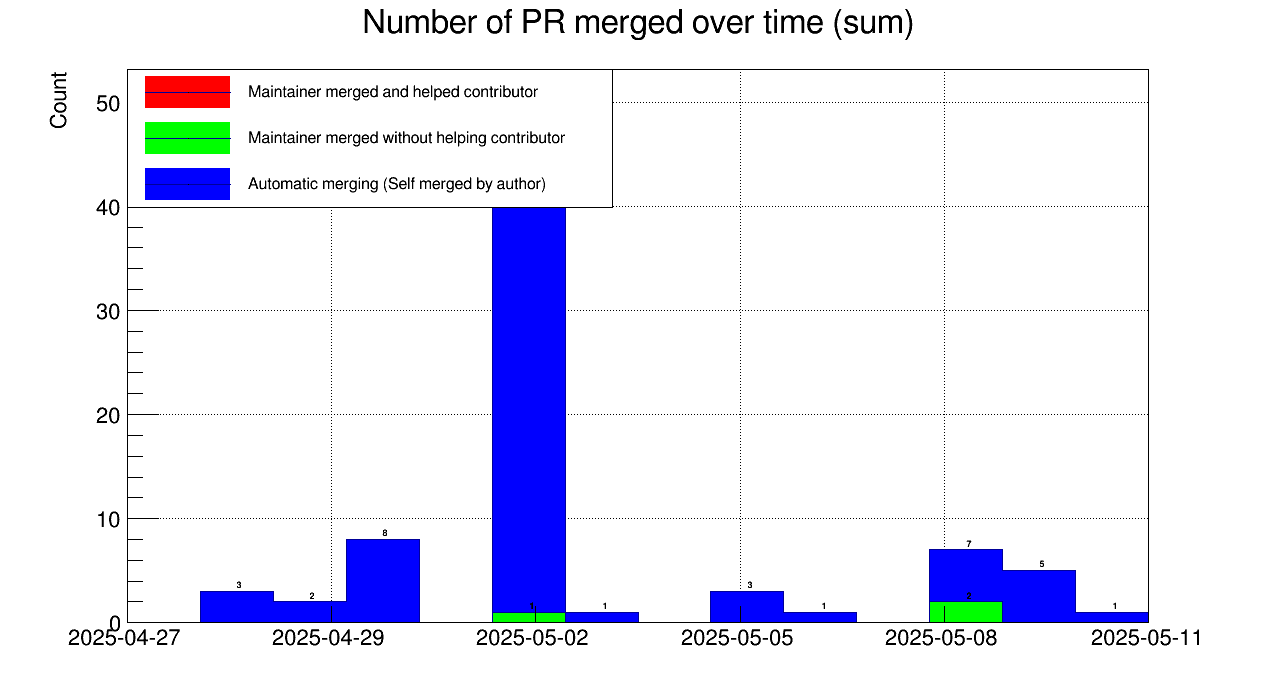 Number of PR merged over time (sum)
Count
Maintainer merged and helped contributor
Maintainer merged without helping contributor
Automatic merging (Self merged by author)
50
40
30
20
10
0
8
7
5
3
3
2
2
1
1
1
1
2025-04-27 2025-04-29 2025-05-02 2025-05-05 2025-05-08 2025-05-11